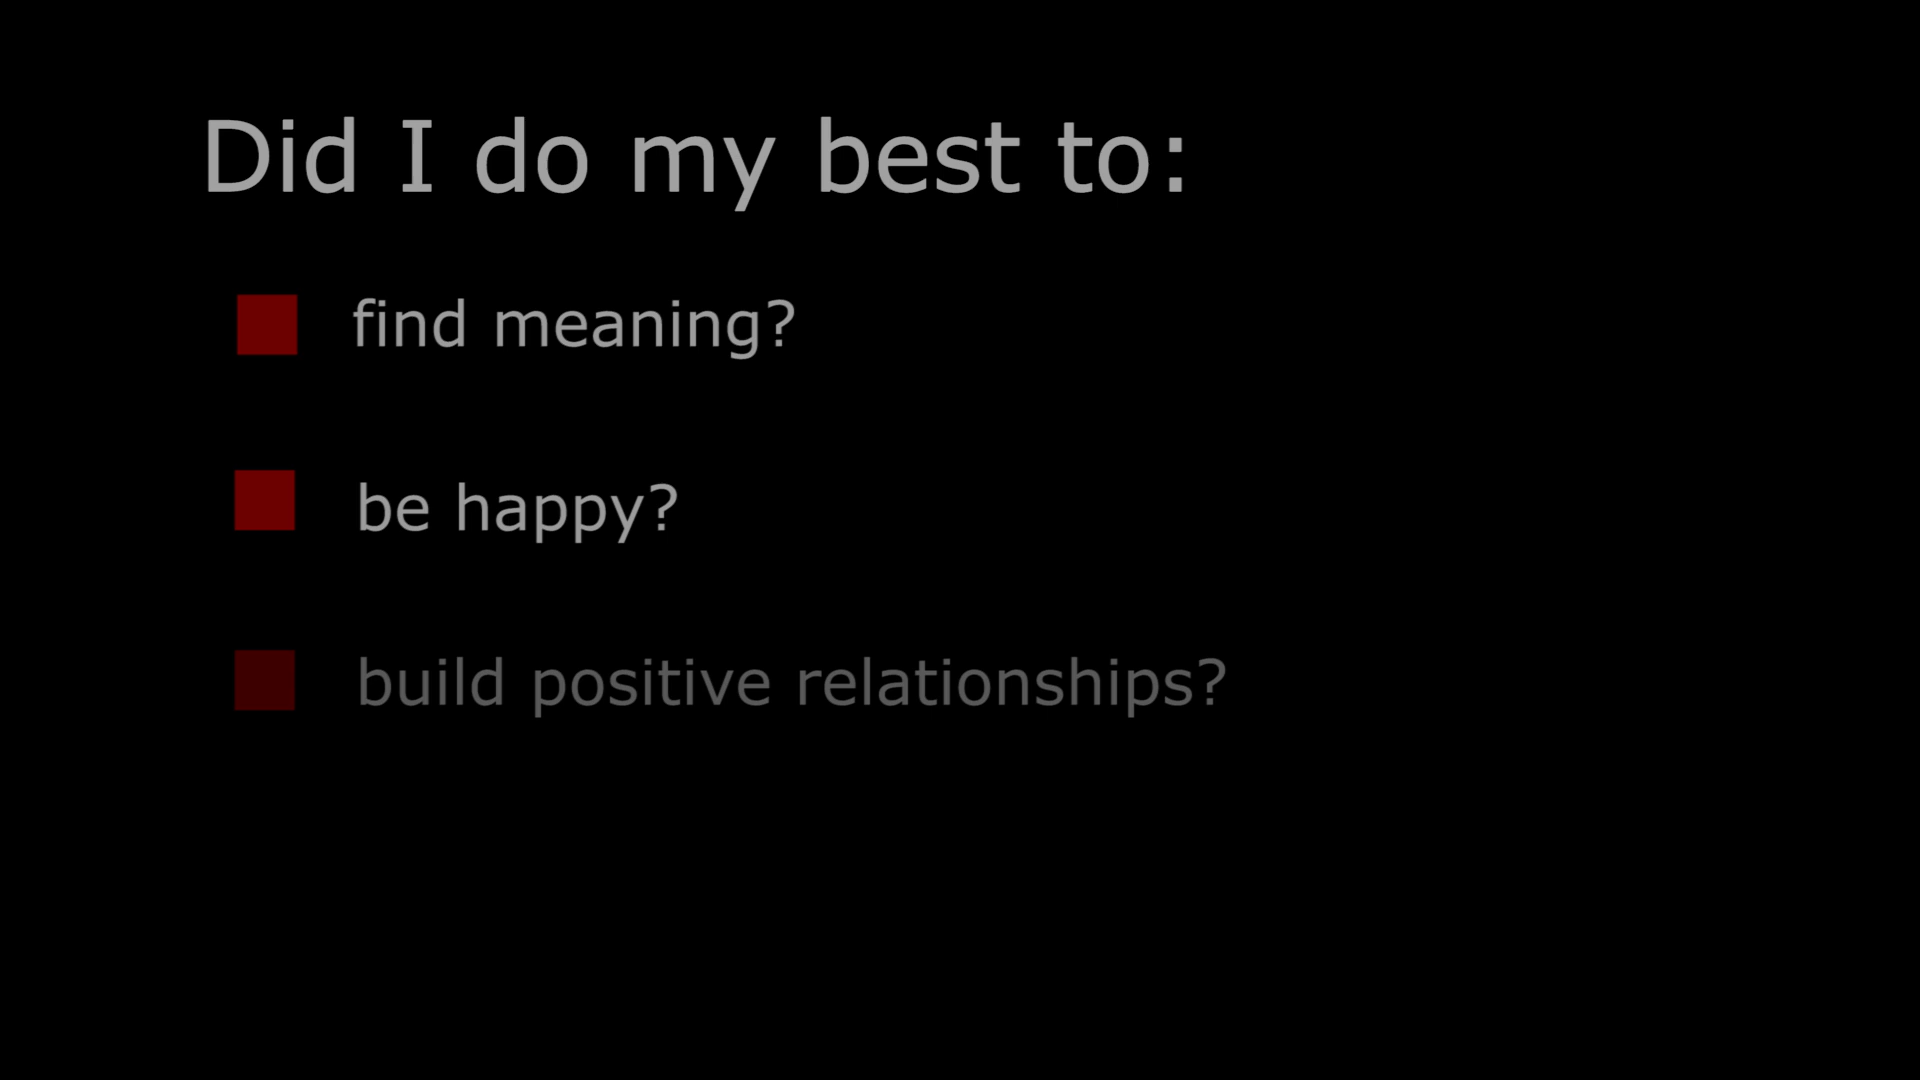 Did I do my best to:
find meaning?
be happy?
build positive relationships?